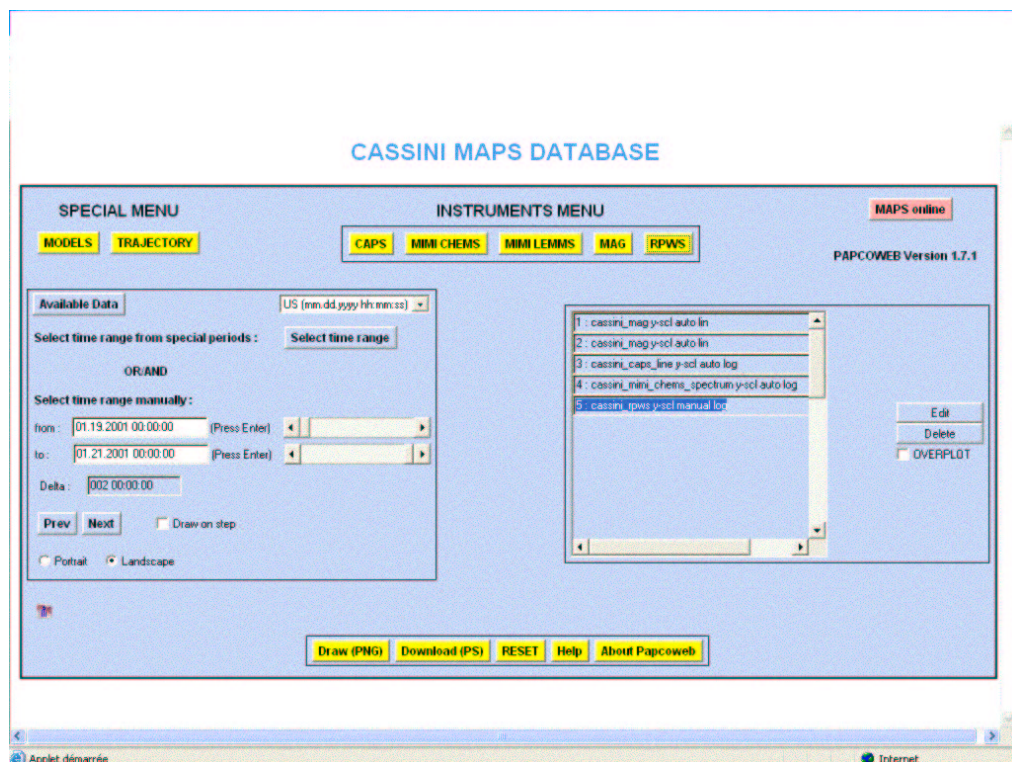 CASSINI MAPS DATABASE
SPECIAL MENU
INSTRUMENTS MENU
MAPS online
MODELS
TRAJECTORY
CAPS
MIMI CHEMS
MIMI LEMMS
MAG
RPWS
PAPCOWEB Version 1.7.1
Available Data
US (mm.dd.yyyy hh:mm:ss)
Select time range from special periods :
Select time range
OR/AND
Select time range manually :
from : 01.19.2001 00:00:00 (Press Enter)
to : 01.21.2001 00:00:00 (Press Enter)
Delta : 002 00:00:00
Prev
Next
Draw on step
Portrait
Landscape
1 : cassini_mag y-scl auto lin
2 : cassini_mag y-scl auto lin
3 : cassini_caps_line y-scl auto log
4 : cassini_mimi_chems_spectrum y-scl auto log
5 : cassini_rpws y-scl manual log
Edit
Delete
OVERPLOT
Draw (PNG)
Download (PS)
RESET
Help
About Papcoweb
Applet démarrée
Internet